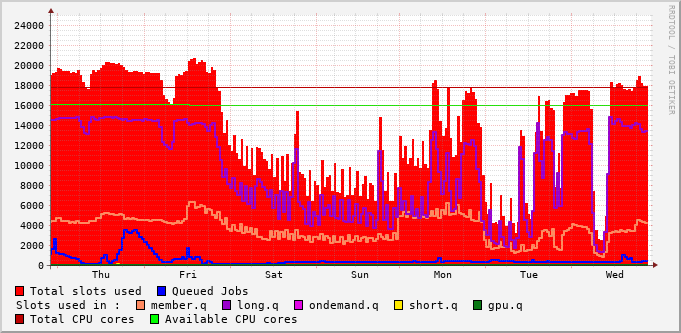 RRDTOOL / TOBI OETIKER
24000
22000
20000
18000
16000
14000
12000
10000
8000
6000
4000
2000
0
Thu Fri Sat Sun Mon Tue Wed
Total slots used Queued Jobs
Slots used in : member.q long.q ondemand.q short.q gpu.q
Total CPU cores Available CPU cores